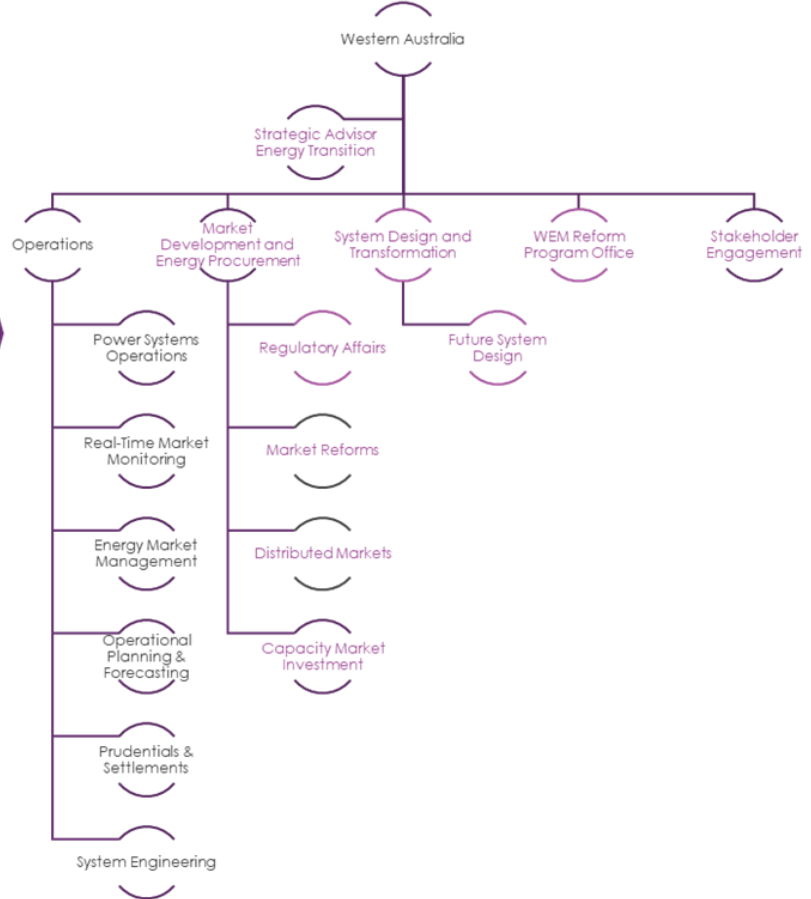 Western Australia
Strategic Advisor
Energy Transition
Operations
Market
Development and
Energy Procurement
System Design and
Transformation
WEM Reform
Program Office
Stakeholder
Engagement
Power Systems
Operations
Regulatory Affairs
Future System
Design
Real-Time Market
Monitoring
Market Reforms
Energy Market
Management
Distributed Markets
Operational
Planning &
Forecasting
Capacity Market
Investment
Prudentials &
Settlements
System Engineering